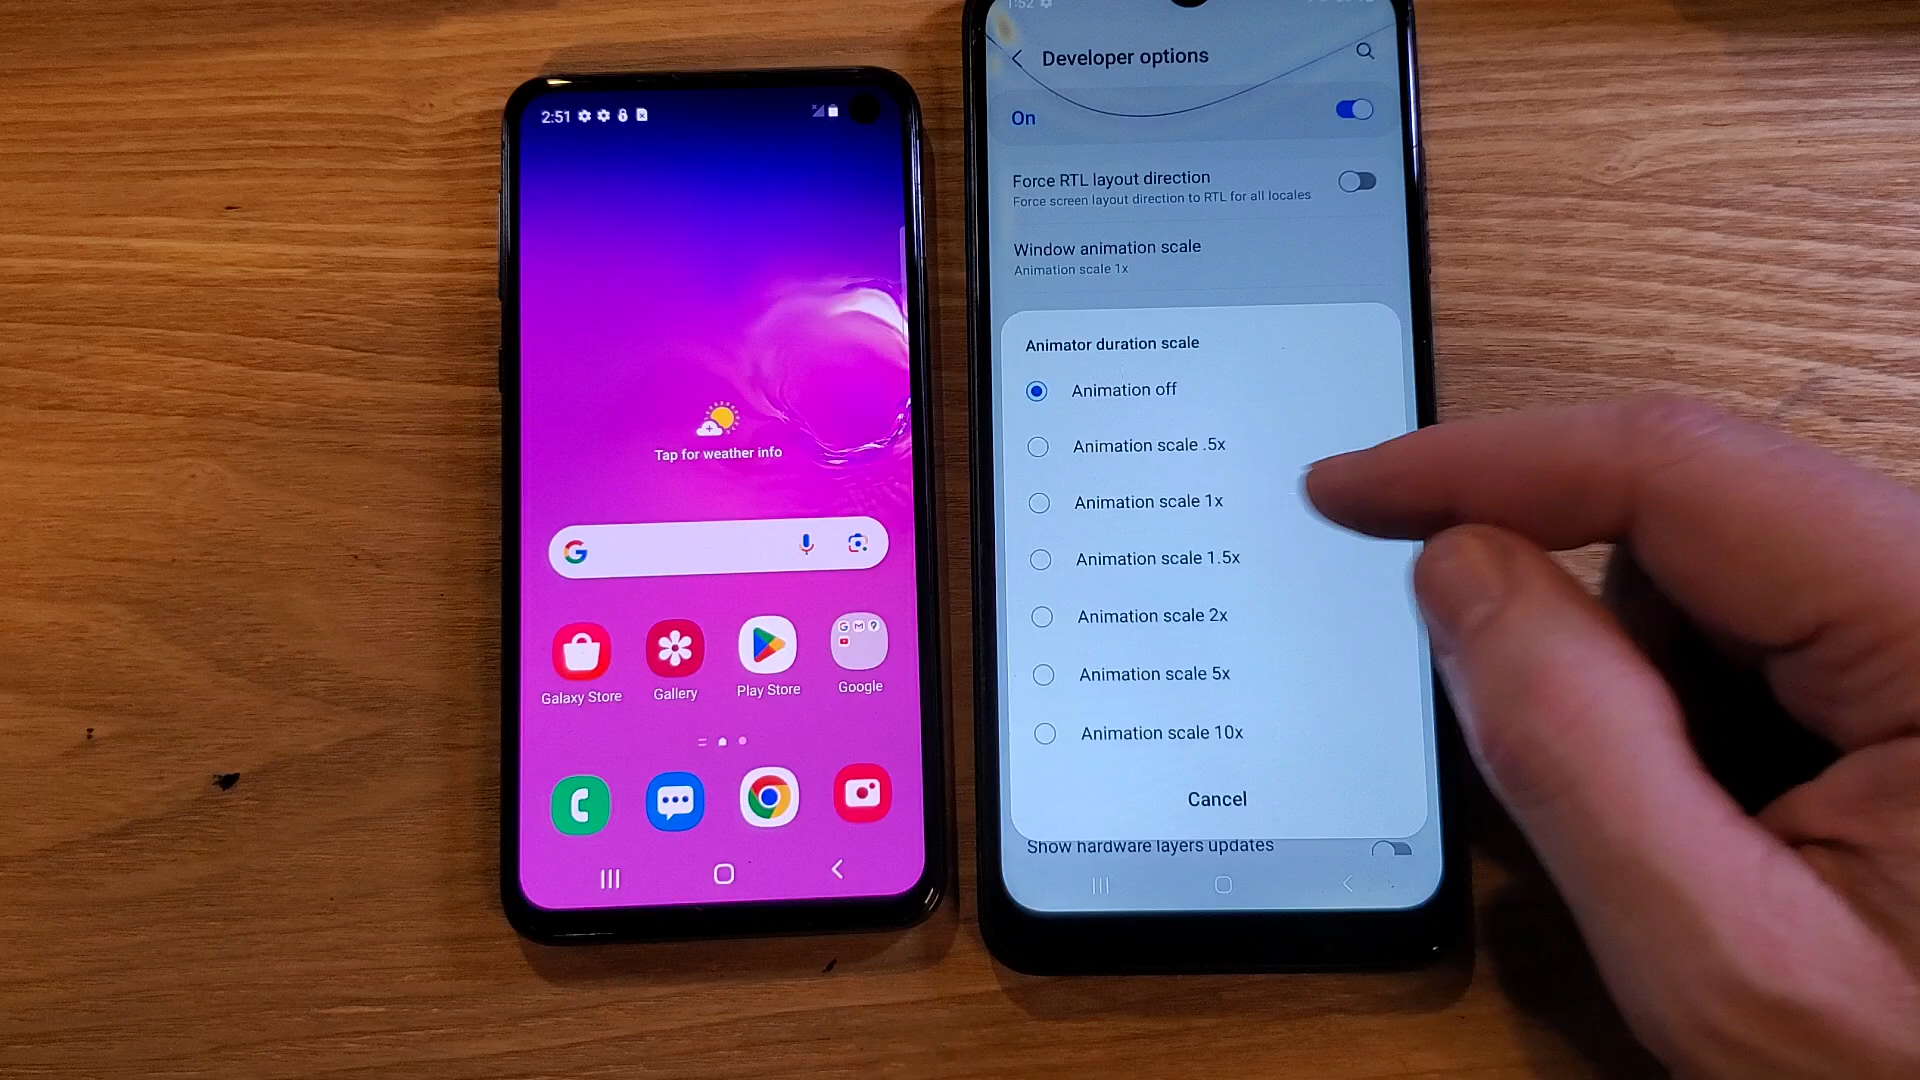 2:51
Tap for weather info
G
Galaxy Store
Gallery
Play Store
G M ?
Google
1:52
Developer options
On
Force RTL layout direction
Force screen layout direction to RTL for all locales
Window animation scale
Animation scale 1x
Animator duration scale
Animation off
Animation scale .5x
Animation scale 1x
Animation scale 1.5x
Animation scale 2x
Animation scale 5x
Animation scale 10x
Cancel
Show hardware layers updates